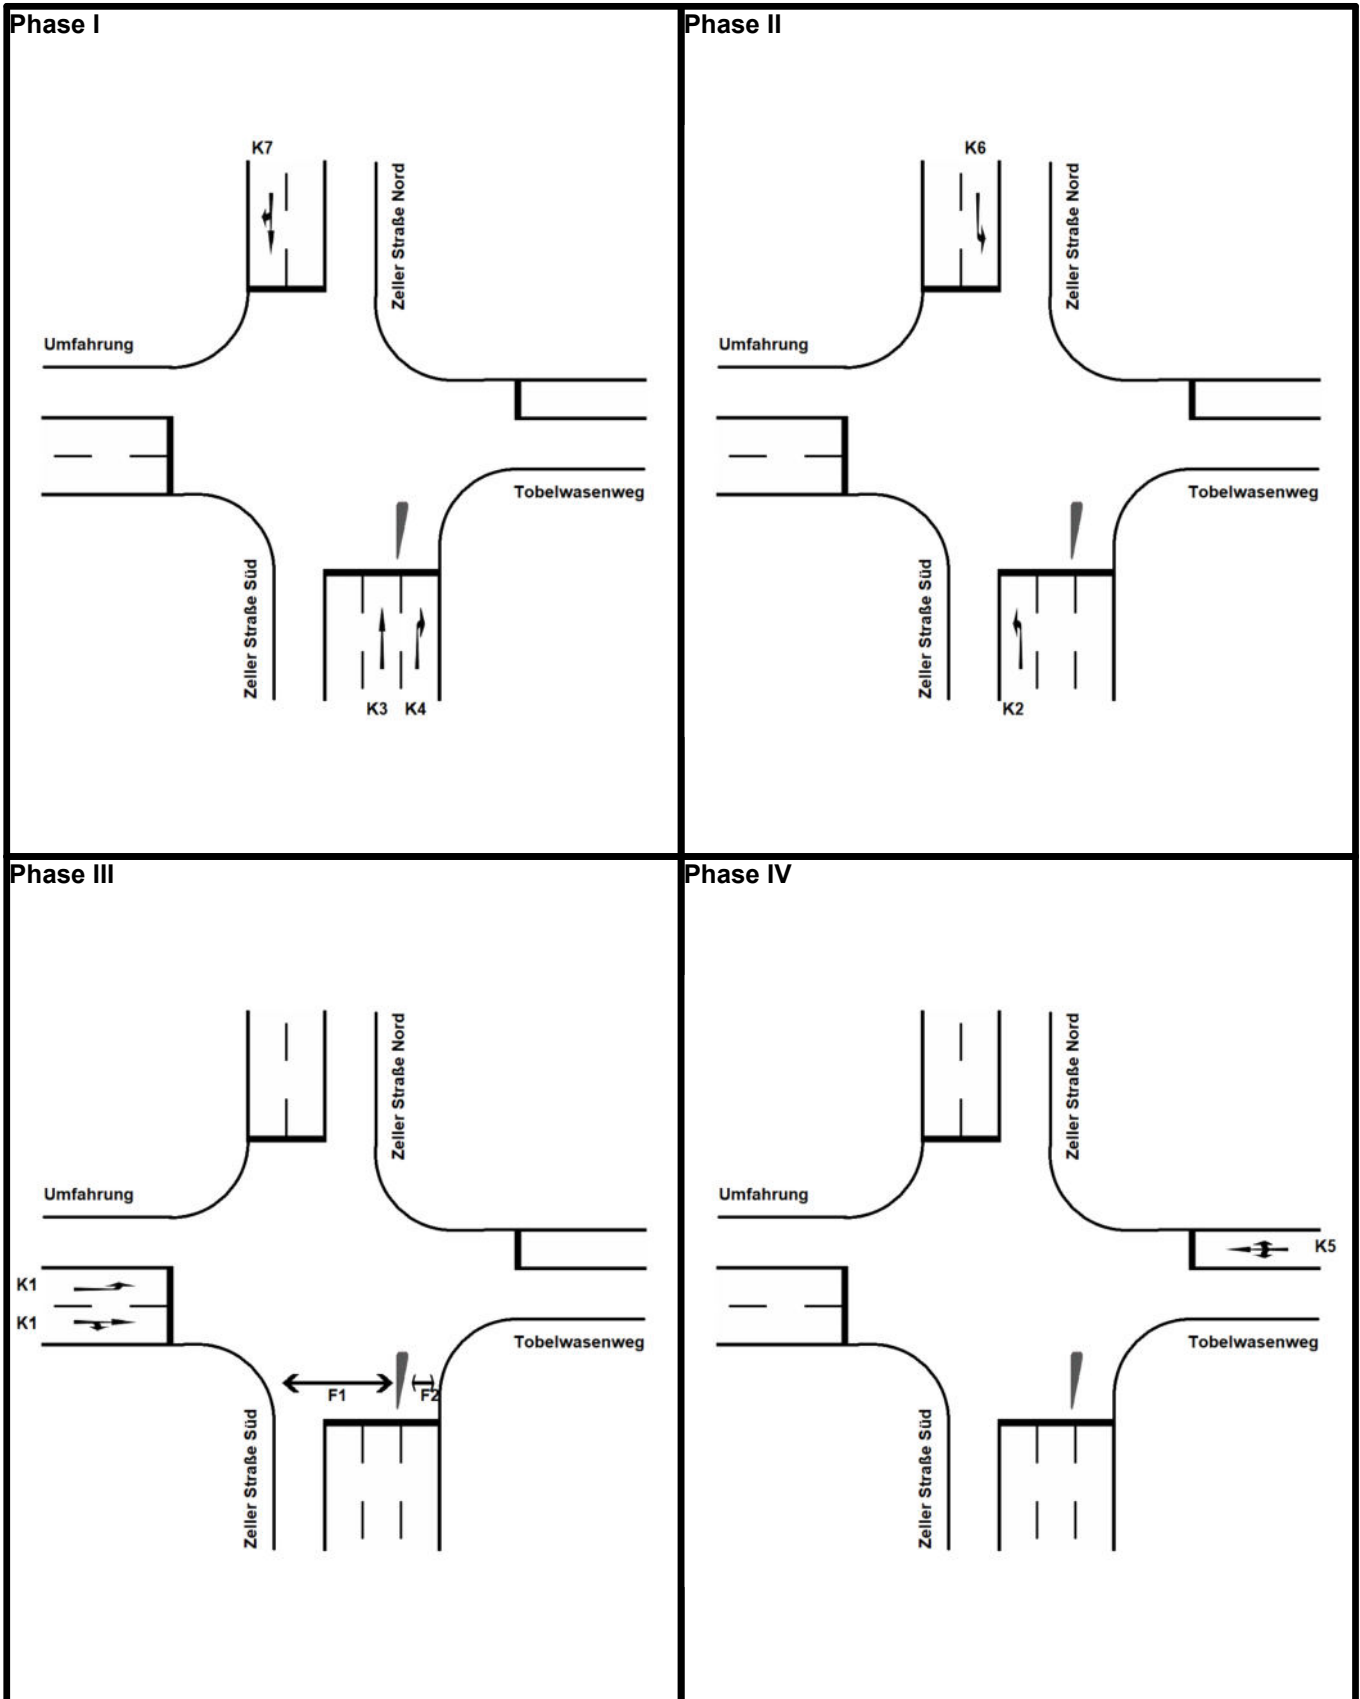 Phase I
K7
Zeller Straße Nord
Umfahrung
Tobelwasenweg
Zeller Straße Süd
K3 K4
Phase II
K6
Zeller Straße Nord
Umfahrung
Tobelwasenweg
Zeller Straße Süd
K2
Phase III
Zeller Straße Nord
Umfahrung
K1
K1
Tobelwasenweg
F1
F2
Zeller Straße Süd
Phase IV
Zeller Straße Nord
Umfahrung
K5
Tobelwasenweg
Zeller Straße Süd